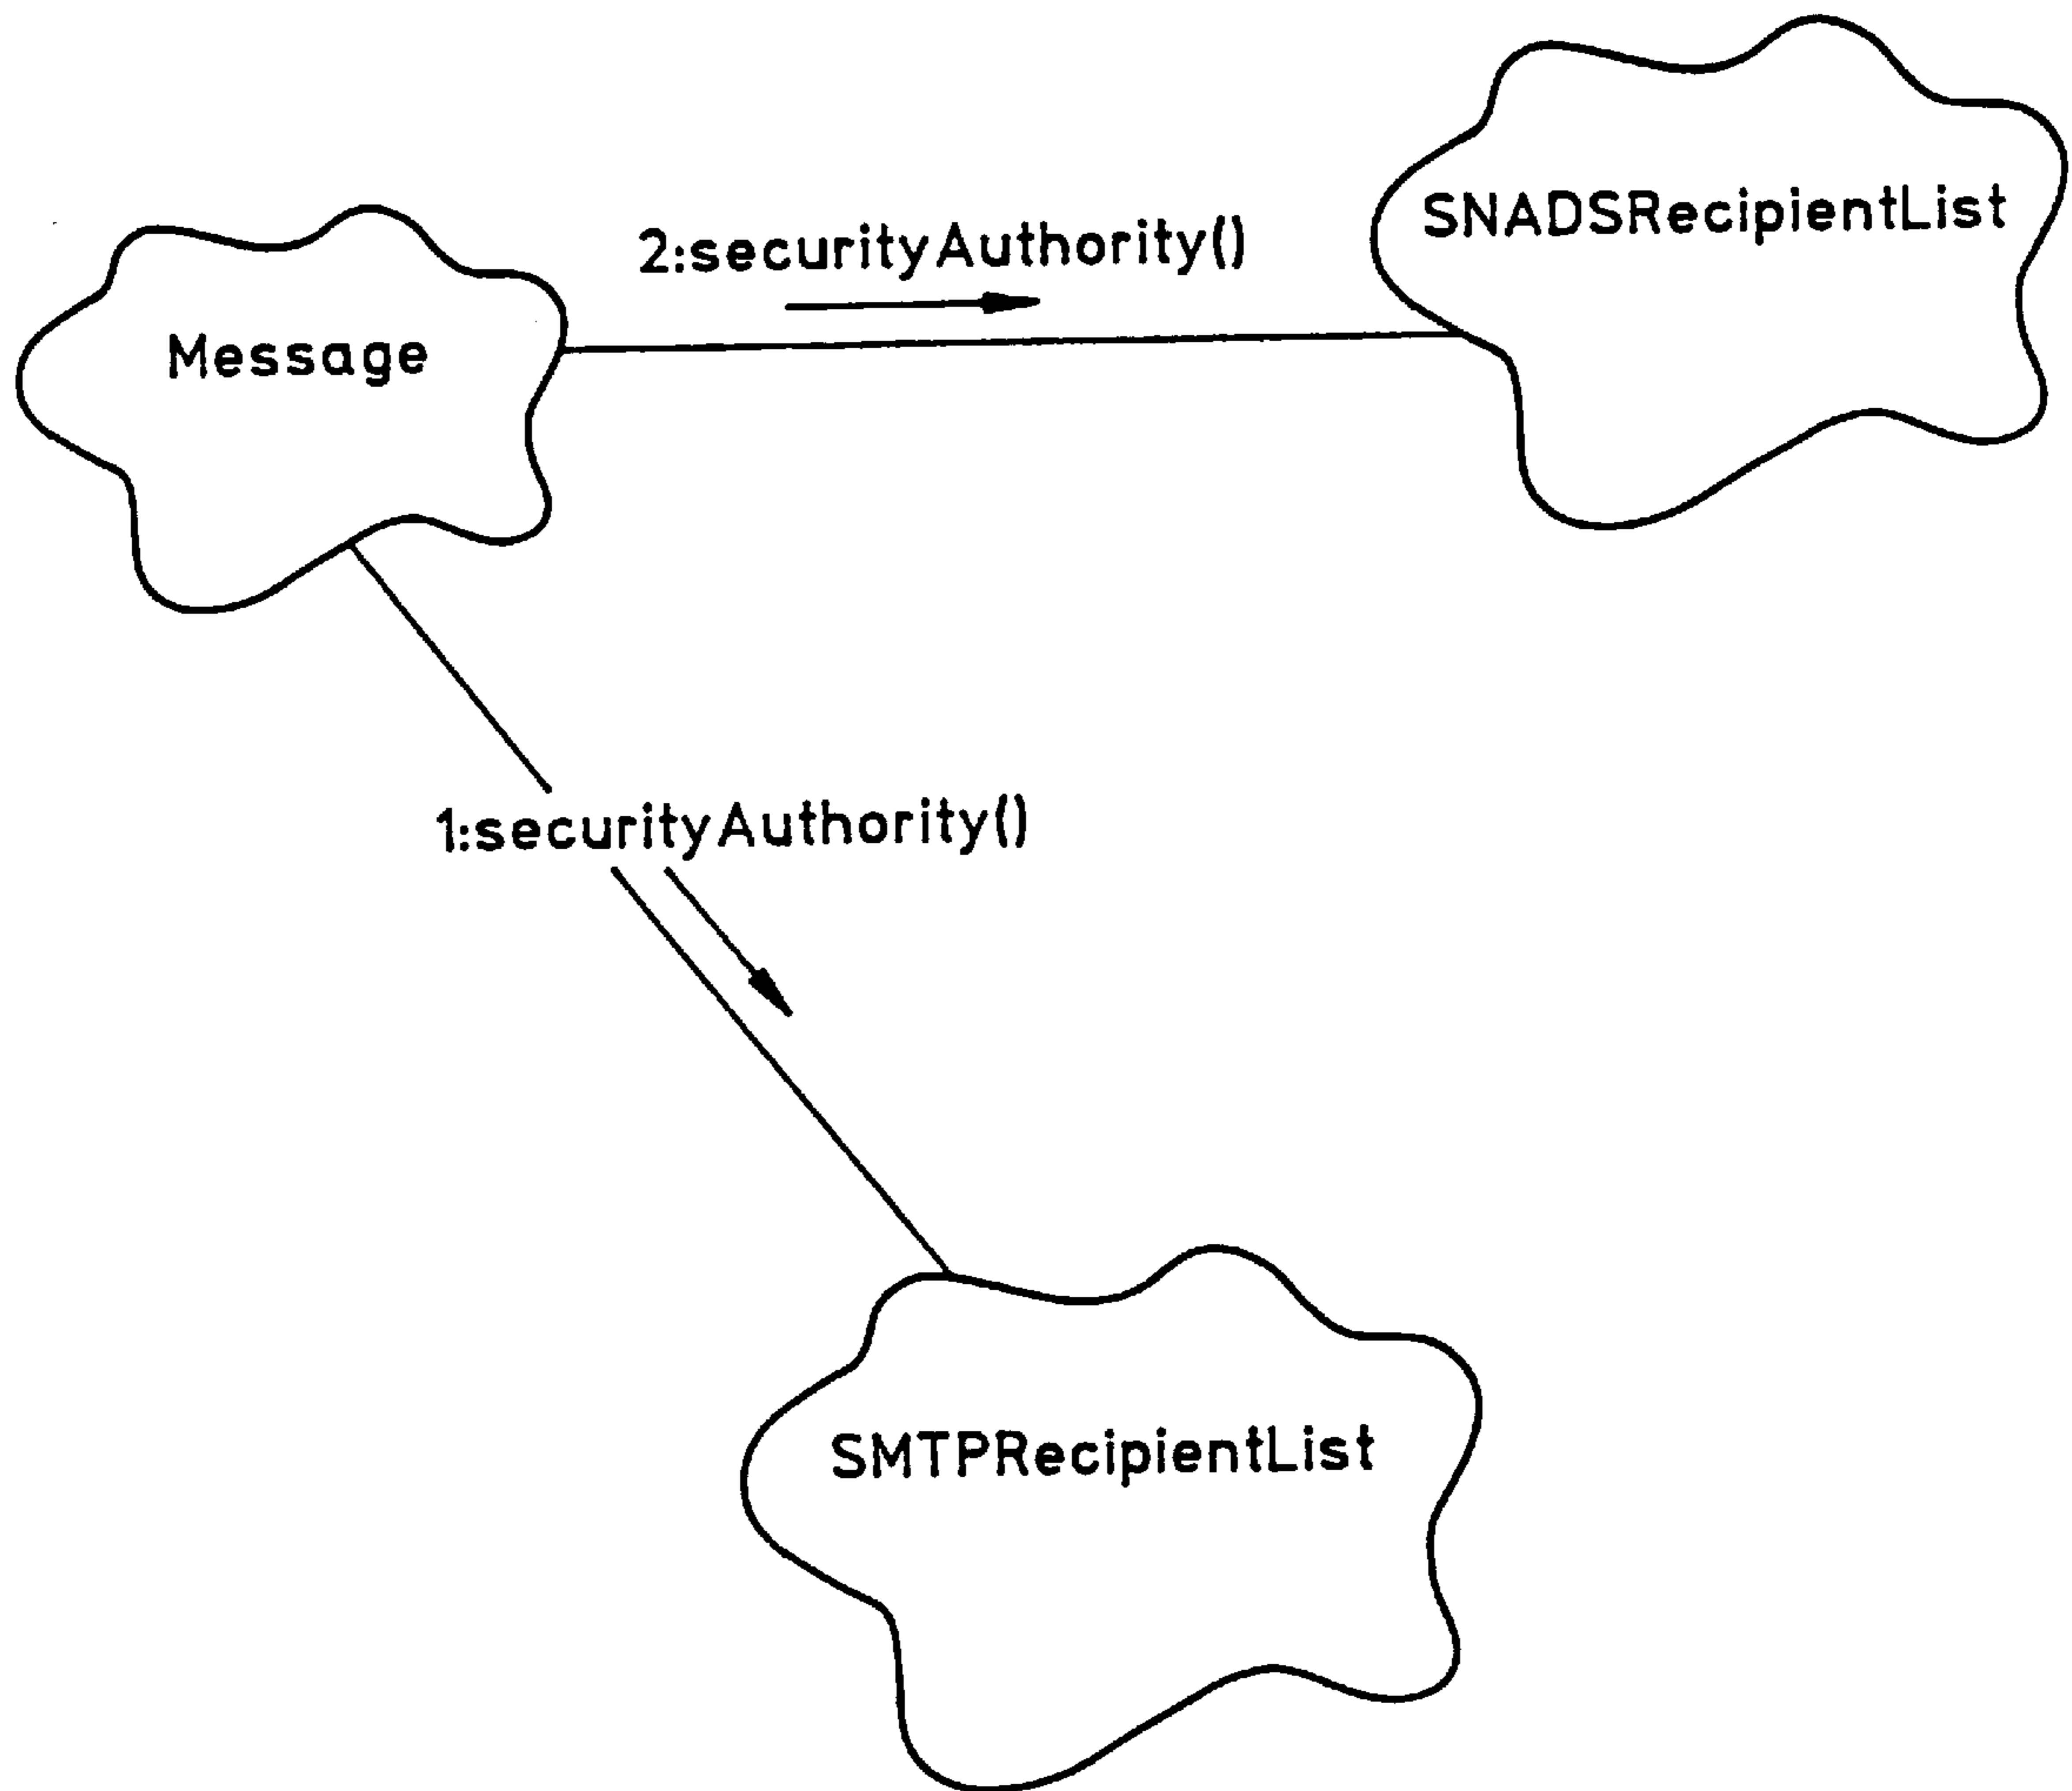 SNADSRecipientList
2:securityAuthority()
Message
1:securityAuthority()
SMTPRecipientList